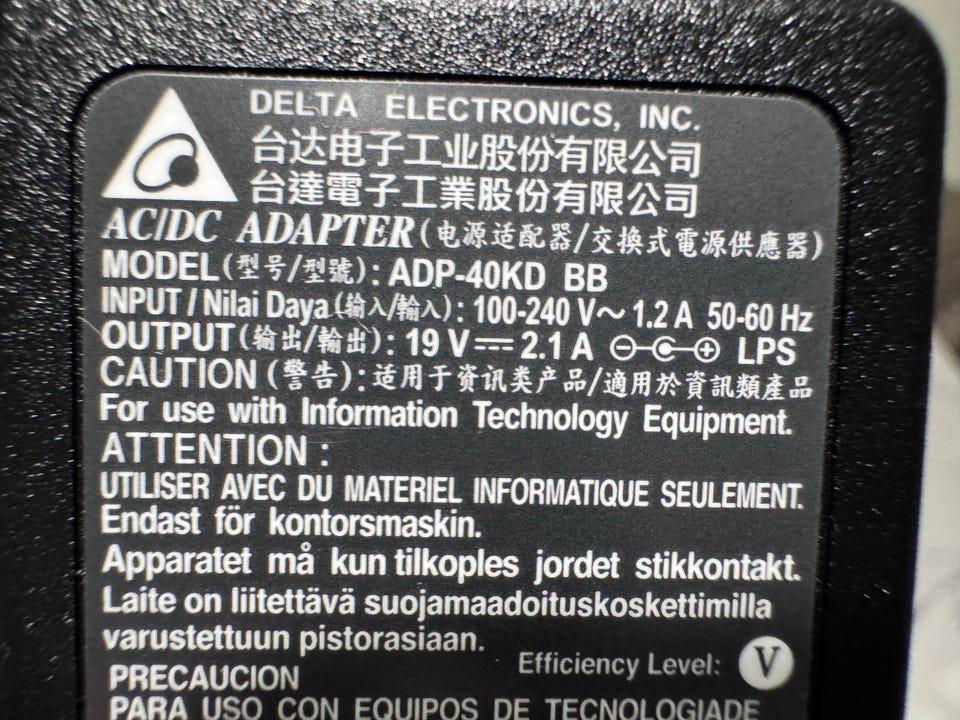 DELTA ELECTRONICS, INC.
台达电子工业股份有限公司
台達電子工業股份有限公司
AC/DC ADAPTER (电源适配器/交換式電源供應器)
MODEL (型号/型號): ADP-40KD BB
INPUT / Nilai Daya (输入/輸入): 100-240 V~ 1.2 A 50-60 Hz
OUTPUT (输出/輸出): 19 V⎓ 2.1 A ⊖-C-⊕ LPS
CAUTION (警告): 适用于资讯类产品/適用於資訊類產品
For use with Information Technology Equipment.
ATTENTION :
UTILISER AVEC DU MATERIEL INFORMATIQUE SEULEMENT.
Endast för kontorsmaskin.
Apparatet må kun tilkoples jordet stikkontakt.
Laite on liitettävä suojamaadoituskoskettimilla
varustettuun pistorasiaan.
Efficiency Level: V
PRECAUCION
PARA USO CON EQUIPOS DE TECNOLOGIADE